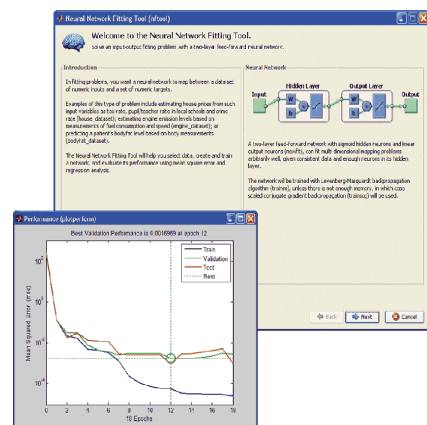 Neural Network Fitting Tool (nftool)
Welcome to the Neural Network Fitting Tool.
Solve an input-output fitting problem with a two-layer feed-forward neural network.
Introduction
In fitting problems, you want a neural network to map between a data set
of numeric inputs and a set of numeric targets.
Examples of this type of problem include estimating house prices from such
input variables as tax rate, pupil/teacher ratio in local schools and crime
rate (house_dataset); estimating engine emission levels based on
measurements of fuel consumption and speed (engine_dataset); or
predicting a patient's bodyfat level based on body measurements
(bodyfat_dataset).
The Neural Network Fitting Tool will help you select data, create and train
a network, and evaluate its performance using mean square error and
regression analysis.
Neural Network
Hidden Layer
Output Layer
Input
Output
W
b
+
W
b
+
A two-layer feed-forward network with sigmoid hidden neurons and linear
output neurons (newfit), can fit multi-dimensional mapping problems
arbitrarily well, given consistent data and enough neurons in its hidden
layer.
The network will be trained with Levenberg-Marquardt backpropagation
algorithm (trainlm), unless there is not enough memory, in which case
scaled conjugate gradient backpropagation (trainscg) will be used.
Back
Next
Cancel
Performance (plotperform)
Best Validation Performance is 0.0016969 at epoch 12
Train
Validation
Test
Best
Mean Squared Error (mse)
0 2 4 6 8 10 12 14 16 18
18 Epochs